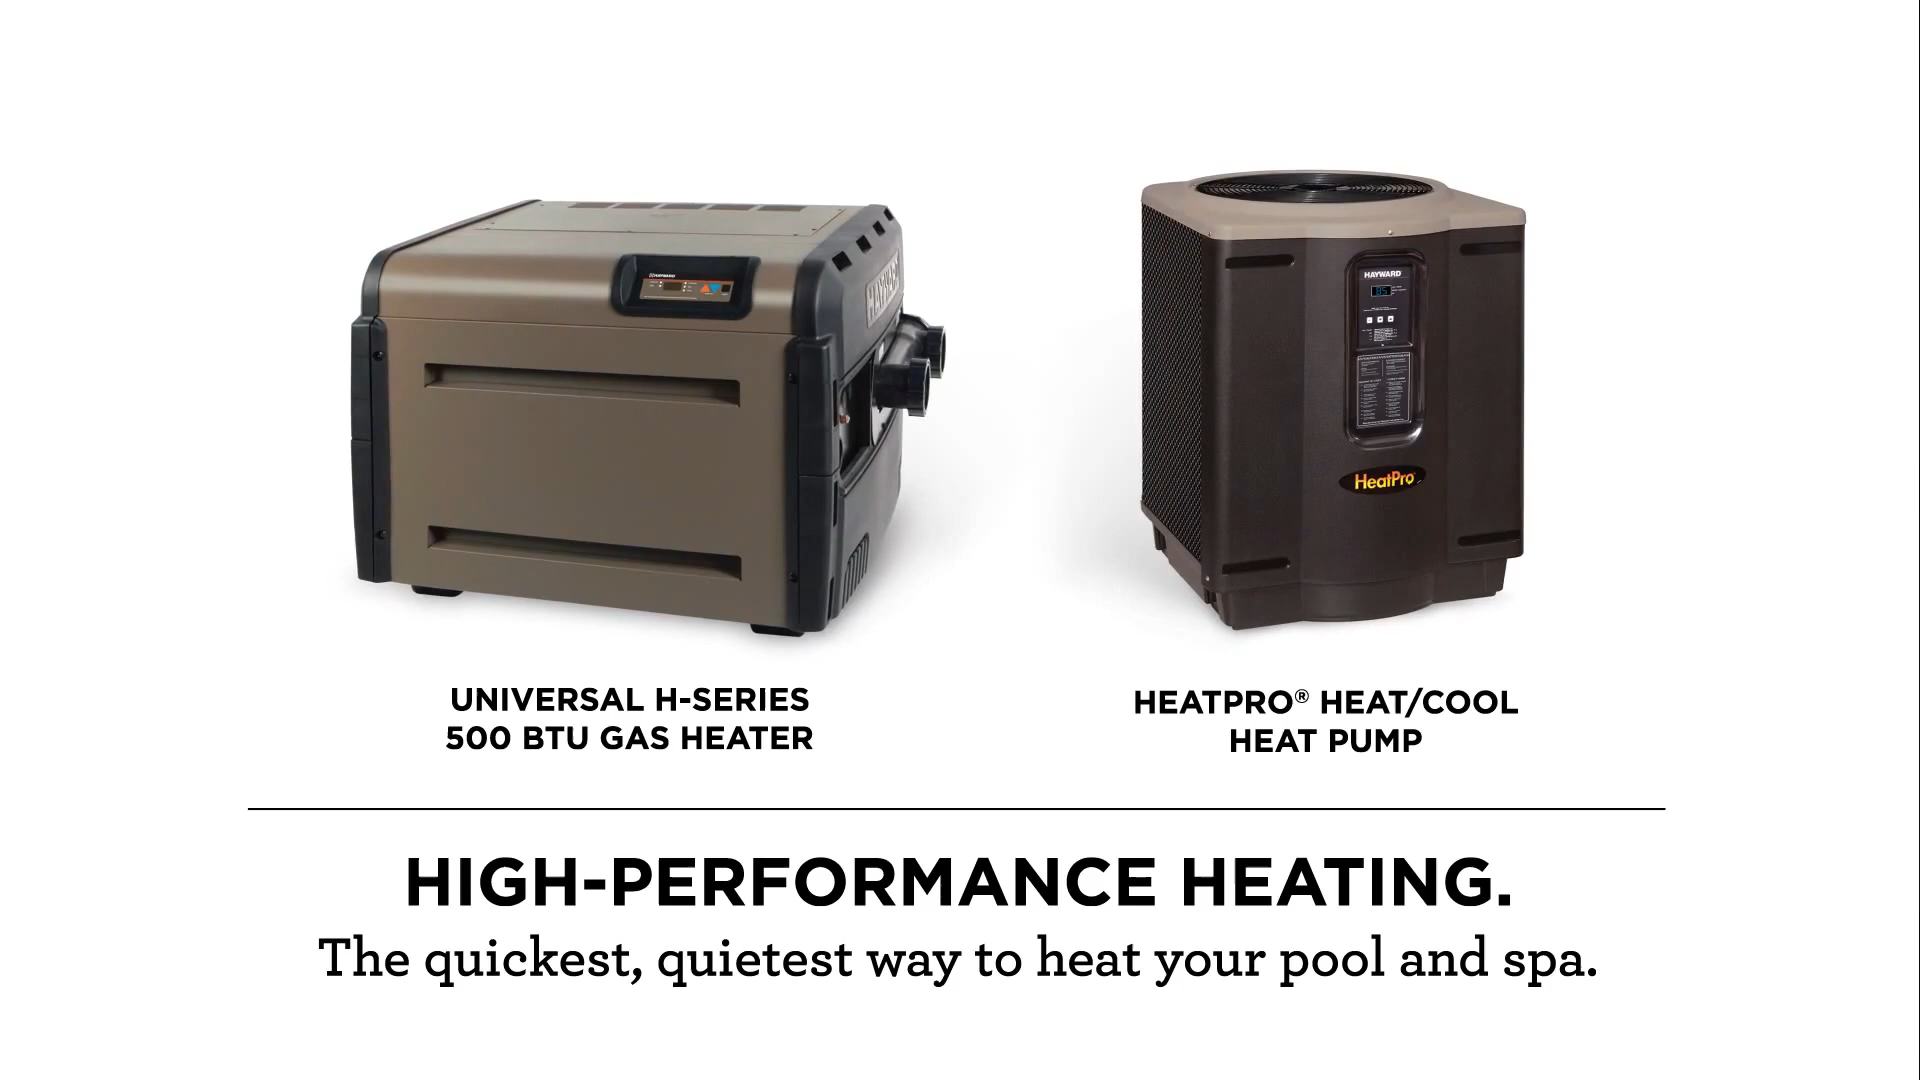 HAYWARD
HAYWARD
HAYWARD
85
HeatPro
UNIVERSAL H-SERIES
500 BTU GAS HEATER
HEATPRO® HEAT/COOL
HEAT PUMP
HIGH-PERFORMANCE HEATING.
The quickest, quietest way to heat your pool and spa.